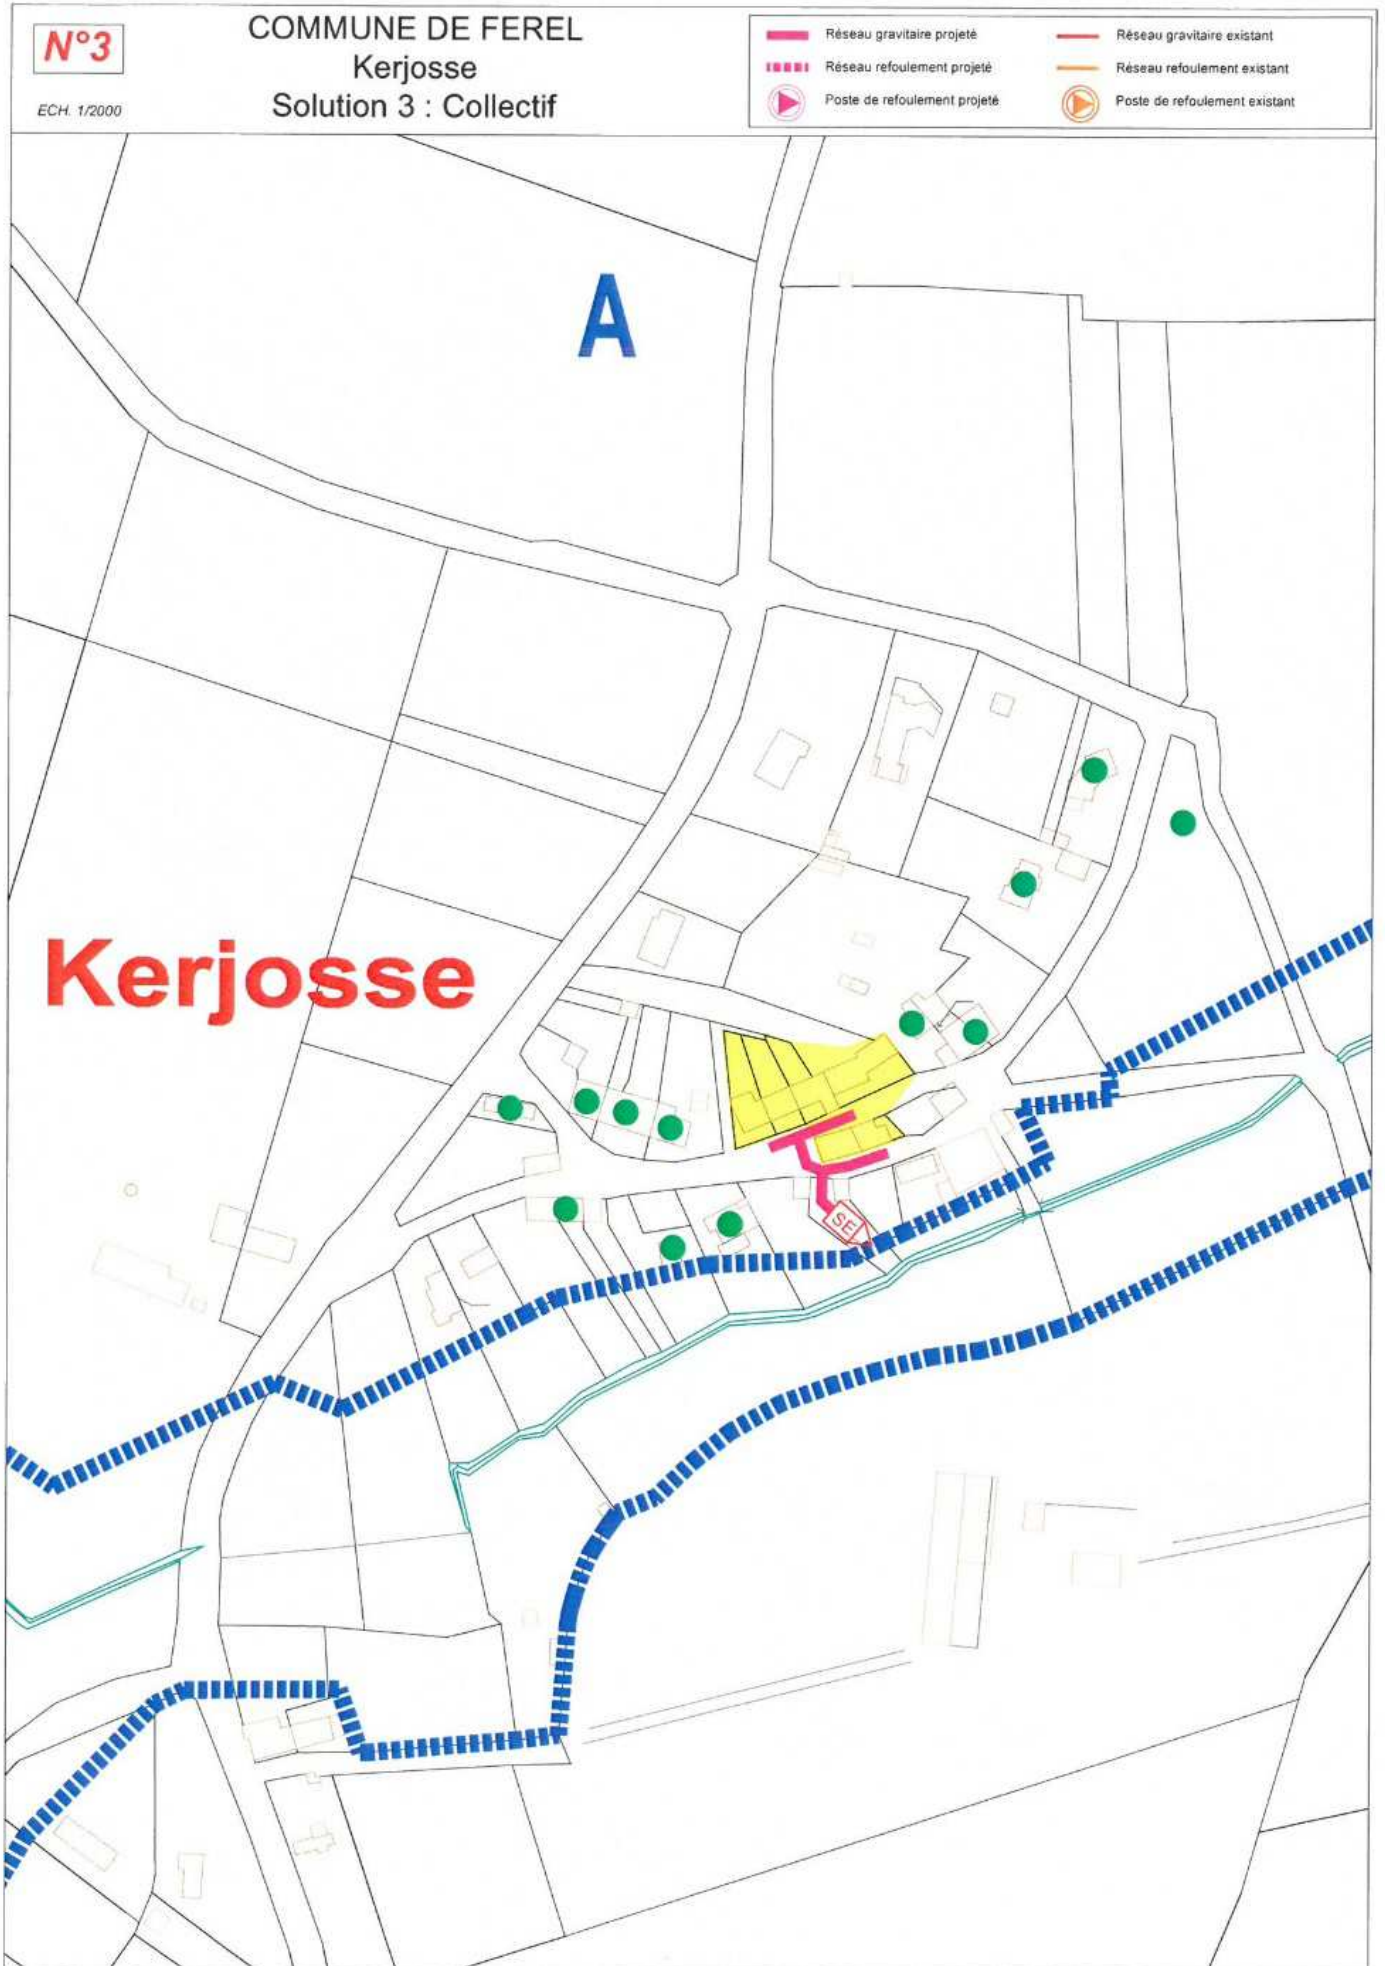 N°3
ECH. 1/2000
COMMUNE DE FEREL
Kerjosse
Solution 3 : Collectif
Réseau gravitaire projeté
Réseau refoulement projeté
Poste de refoulement projeté
Réseau gravitaire existant
Réseau refoulement existant
Poste de refoulement existant
A
Kerjosse
SE